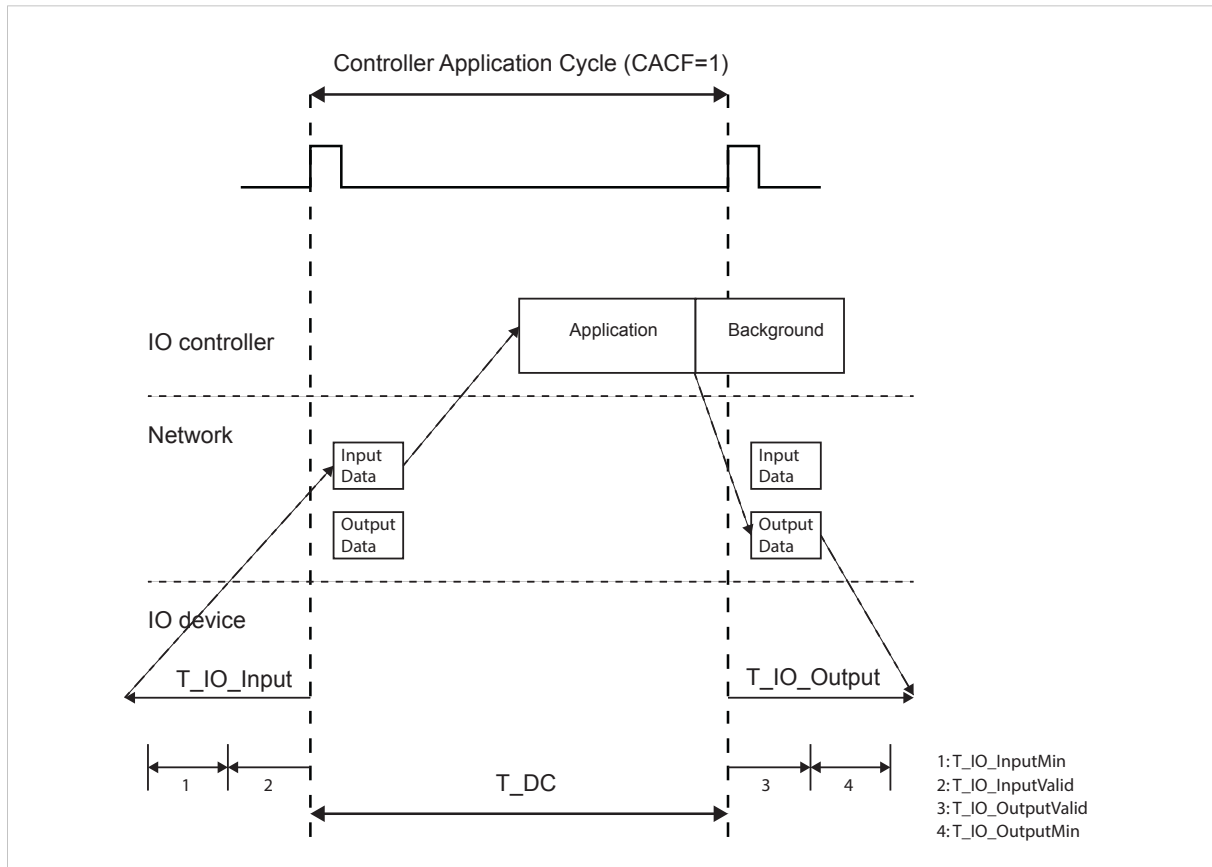 Controller Application Cycle (CACF=1)
IO controller
Application
Background
Network
Input
Data
Input
Data
Output
Data
Output
Data
IO device
T_IO_Input
T_IO_Output
1
2
T_DC
3
4
1: T_IO_InputMin
2: T_IO_InputValid
3: T_IO_OutputValid
4: T_IO_OutputMin